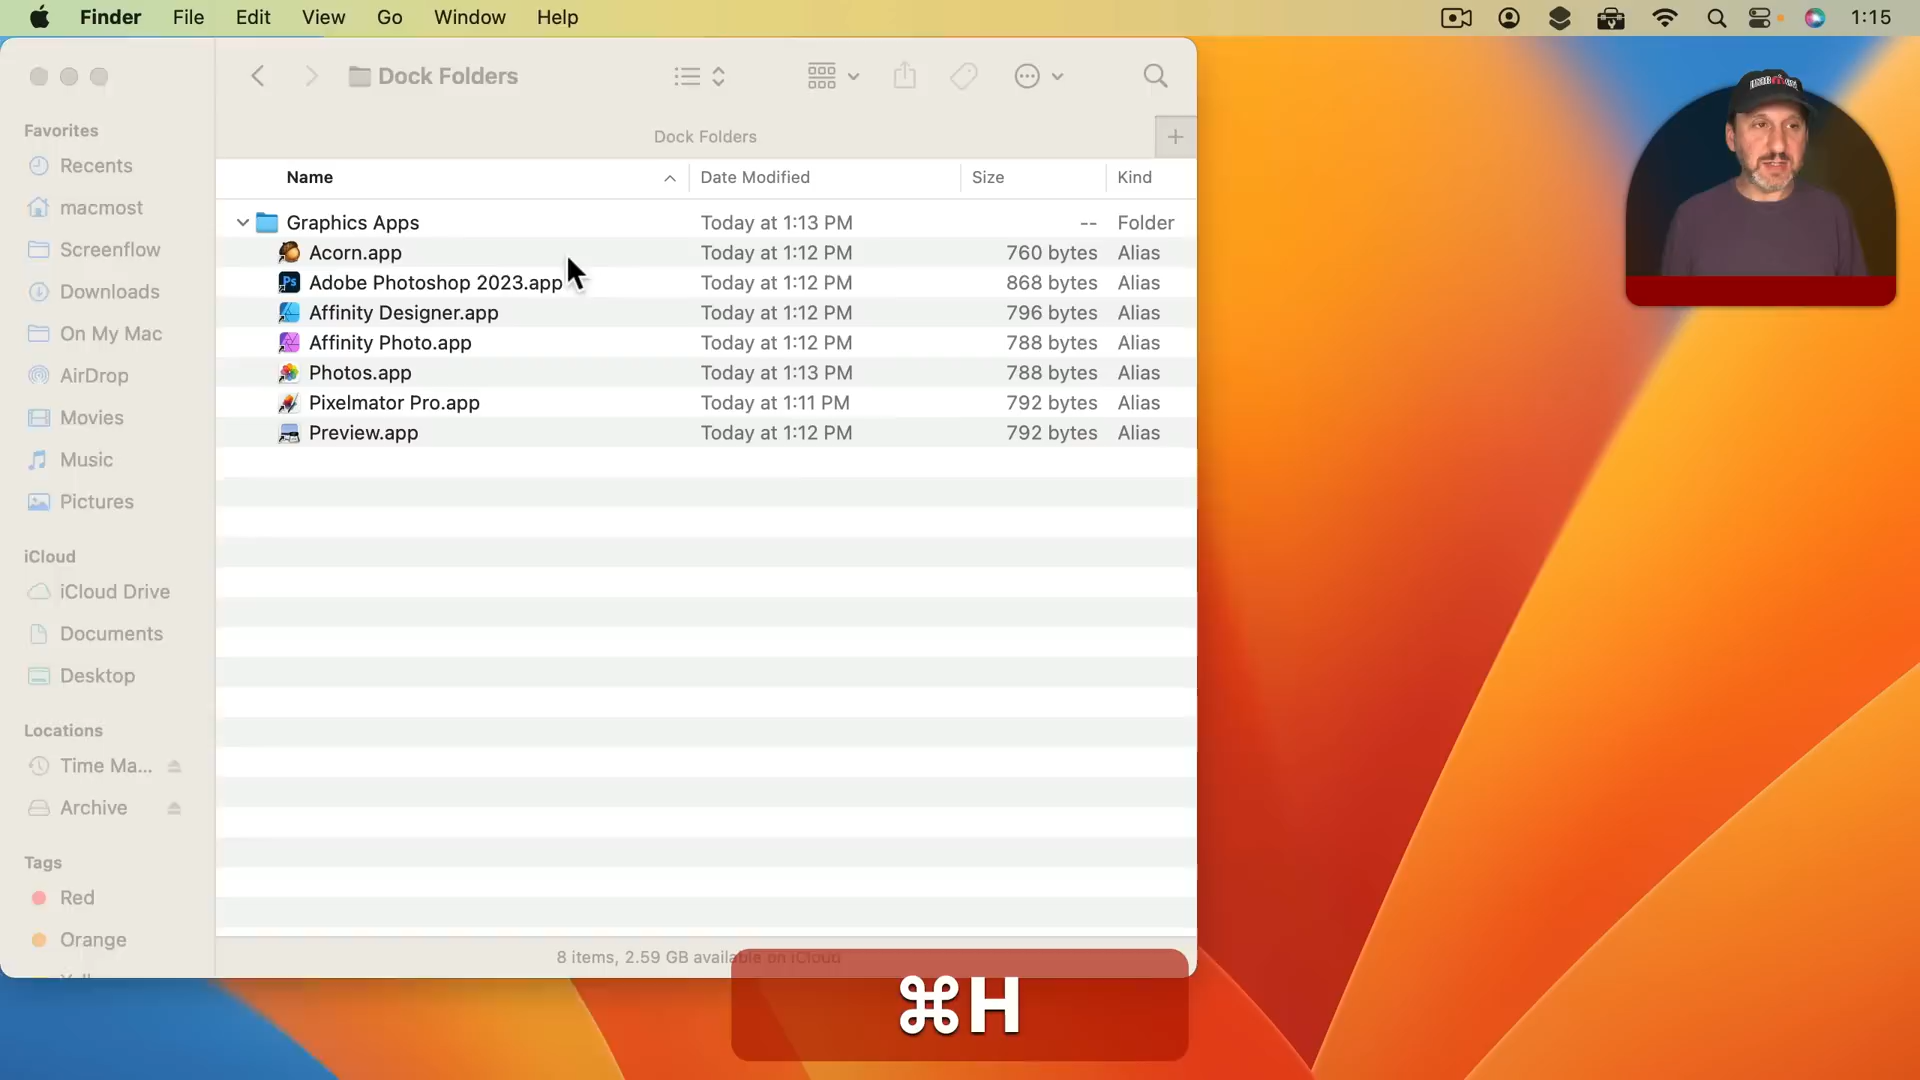 Finder File Edit View Go Window Help 1:15
Dock Folders
Dock Folders
Favorites
Recents
macmost
Screenflow
Downloads
On My Mac
AirDrop
Movies
Music
Pictures
iCloud
iCloud Drive
Documents
Desktop
Locations
Time Ma...
Archive
Tags
Red
Orange
Name Date Modified Size Kind
Graphics Apps Today at 1:13 PM -- Folder
Acorn.app Today at 1:12 PM 760 bytes Alias
Adobe Photoshop 2023.app Today at 1:12 PM 868 bytes Alias
Affinity Designer.app Today at 1:12 PM 796 bytes Alias
Affinity Photo.app Today at 1:12 PM 788 bytes Alias
Photos.app Today at 1:13 PM 788 bytes Alias
Pixelmator Pro.app Today at 1:11 PM 792 bytes Alias
Preview.app Today at 1:12 PM 792 bytes Alias
8 items, 2.59 GB available on iCloud
⌘H